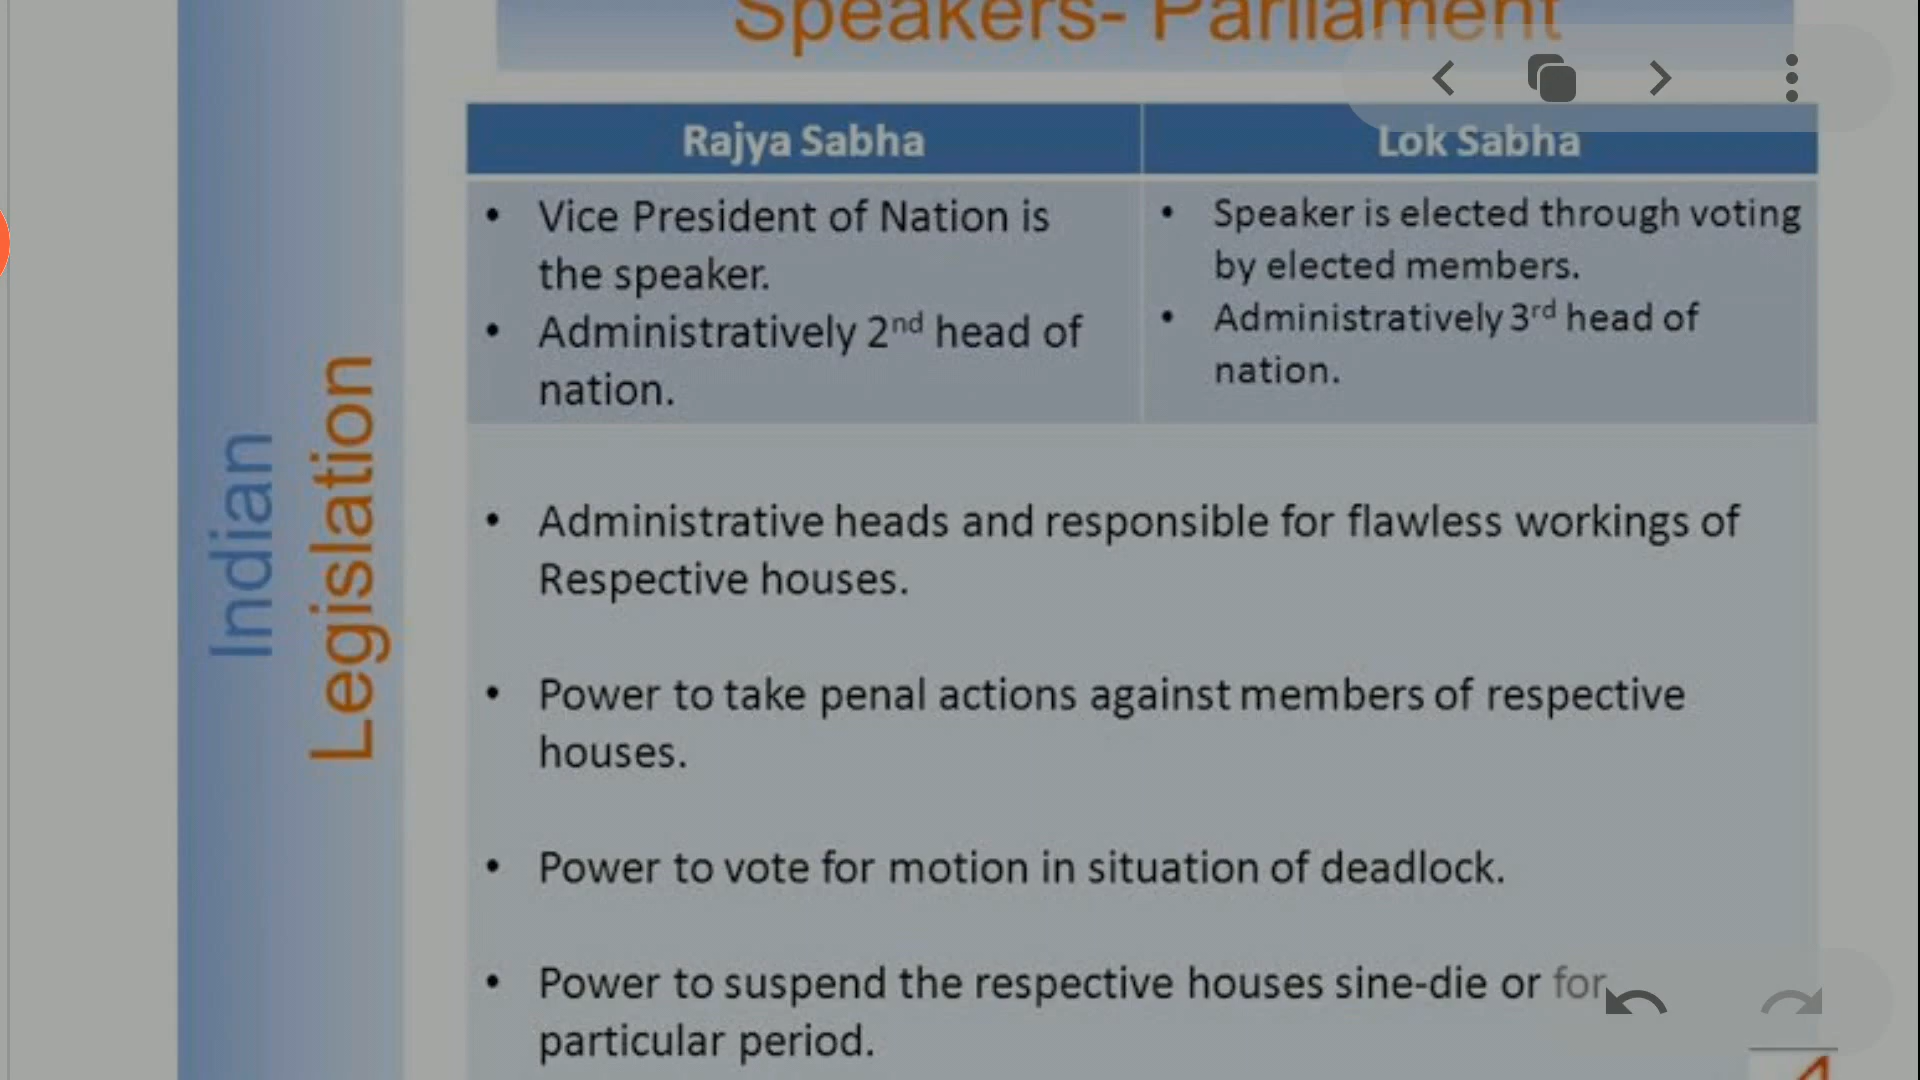 Speakers- Parliament
Rajya Sabha
Lok Sabha
• Vice President of Nation is
the speaker.
• Administratively 2nd head of
nation.
• Speaker is elected through voting
by elected members.
• Administratively 3rd head of
nation.
• Administrative heads and responsible for flawless workings of
Respective houses.
• Power to take penal actions against members of respective
houses.
• Power to vote for motion in situation of deadlock.
• Power to suspend the respective houses sine-die or for
particular period.
Indian
Legislation